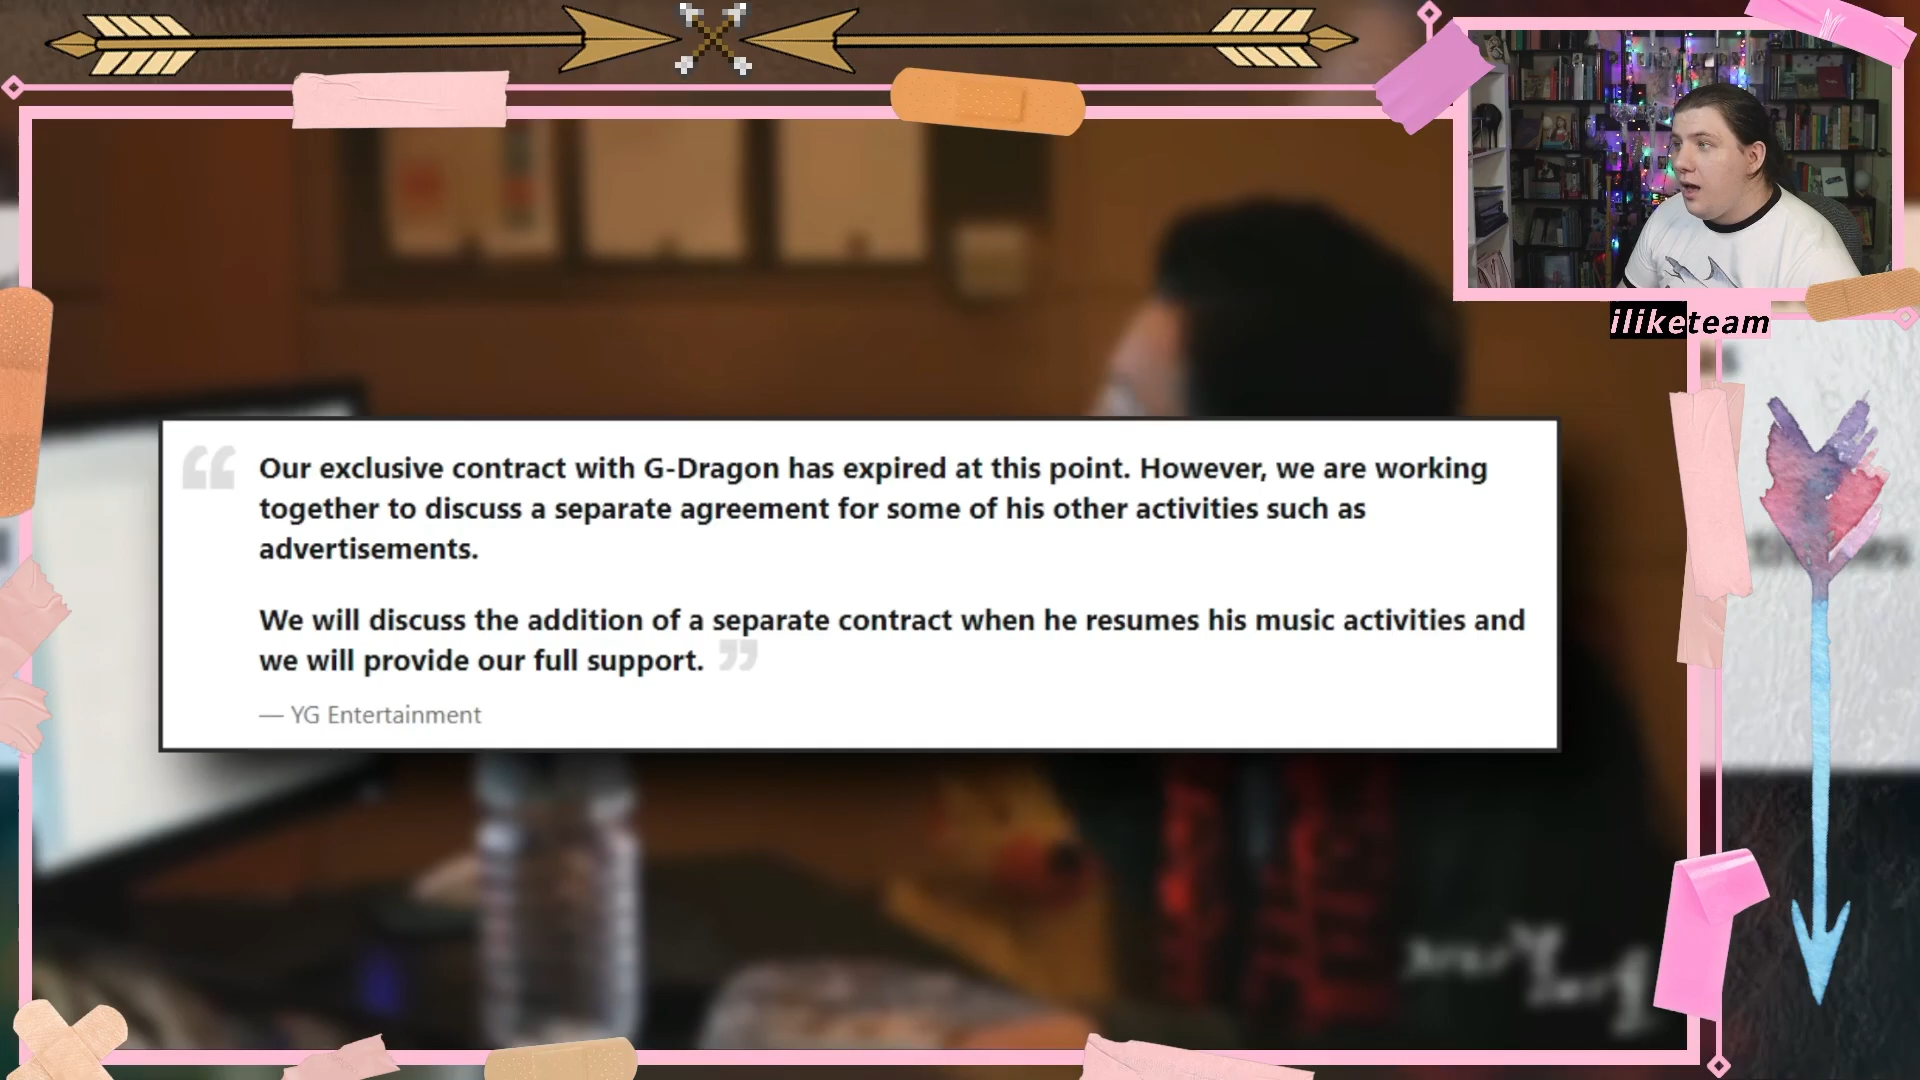 iliketeam
Our exclusive contract with G-Dragon has expired at this point. However, we are working
together to discuss a separate agreement for some of his other activities such as
advertisements.
We will discuss the addition of a separate contract when he resumes his music activities and
we will provide our full support.
— YG Entertainment